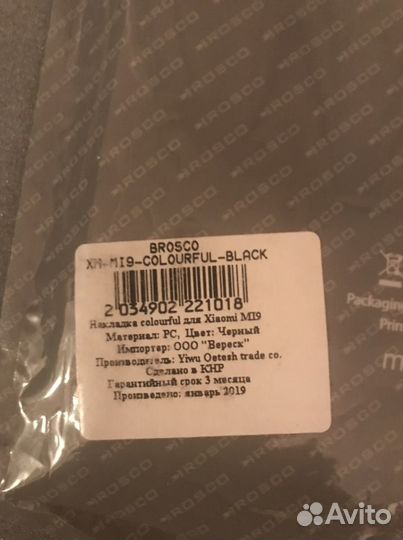 BROSCO
XM-MI9-COLOURFUL-BLACK
2 034902 221018
Накладка colourful для Xiaomi MI9
Материал: PC, Цвет: Черный
Импортер: ООО "Вереск"
Производитель: Yiwu Oetesh trade co.
Сделано в КНР
Гарантийный срок 3 месяца
Произведено: январь 2019
Packaging
Prin
m
Avito